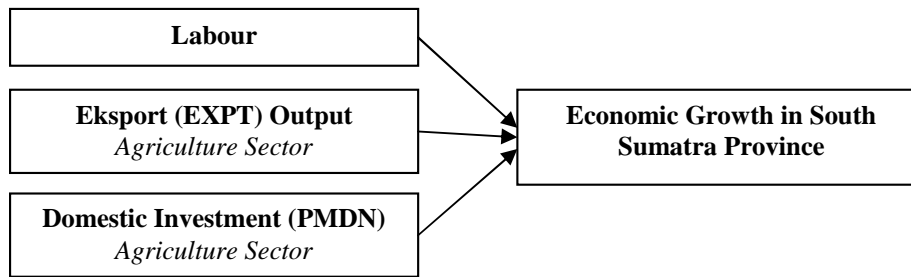 Labour
Eksport (EXPT) Output
Agriculture Sector
Domestic Investment (PMDN)
Agriculture Sector
Economic Growth in South
Sumatra Province